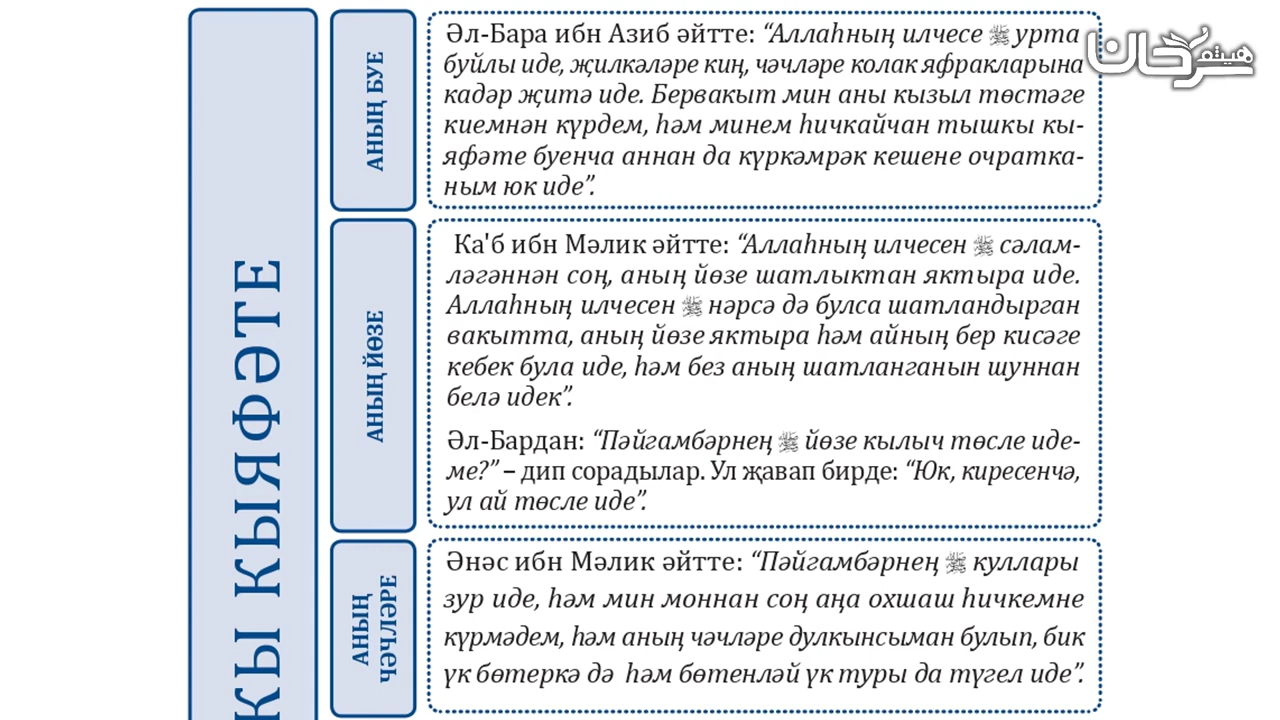 КЫ КЫЯФӘТЕ
АНЫҢ БУЕ
Әл-Бара ибн Азиб әйтте: “Аллаһның илчесе ﷺ урта
буйлы иде, җилкәләре киң, чәчләре колак яфракларына
кадәр җитә иде. Бервакыт мин аны кызыл төстәге
киемнән күрдем, һәм минем һичкайчан тышкы кы-
яфәте буенча аннан да күркәмрәк кешене очратка-
ным юк иде”.
АНЫҢ ЙӨЗЕ
Ка'б ибн Мәлик әйтте: “Аллаһның илчесен ﷺ сәлам-
ләгәннән соң, аның йөзе шатлыктан яктыра иде.
Аллаһның илчесен ﷺ нәрсә дә булса шатландырган
вакытта, аның йөзе яктыра һәм айның бер кисәге
кебек була иде, һәм без аның шатланганын шуннан
белә идек”.
Әл-Бардан: “Пәйгамбәрнең ﷺ йөзе кылыч төсле иде-
ме?” – дип сорадылар. Ул җавап бирде: “Юк, киресенчә,
ул ай төсле иде”.
АНЫҢ
ЧӘЧЛӘРЕ
Әнәс ибн Мәлик әйтте: “Пәйгамбәрнең ﷺ куллары
зур иде, һәм мин моннан соң аңа охшаш һичкемне
күрмәдем, һәм аның чәчләре дулкынсыман булып, бик
үк бөтеркә дә һәм бөтенләй үк туры да түгел иде”.